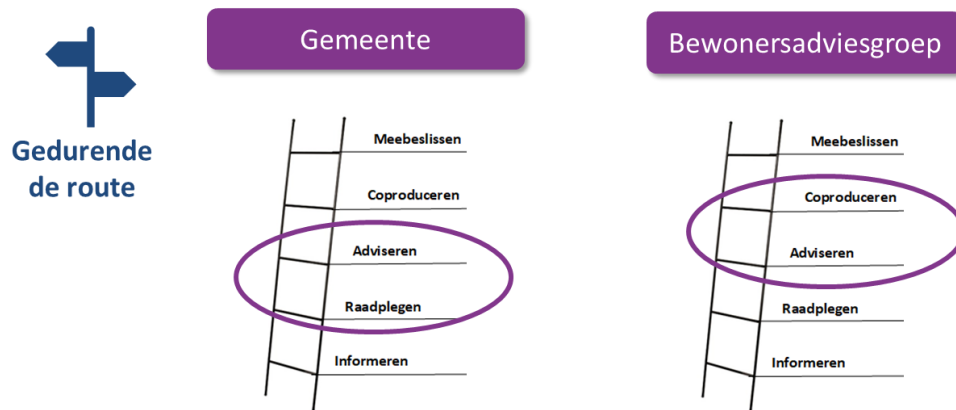 Gedurende
de route
Gemeente
Meebeslissen
Coproduceren
Adviseren
Raadplegen
Informeren
Bewonersadviesgroep
Meebeslissen
Coproduceren
Adviseren
Raadplegen
Informeren